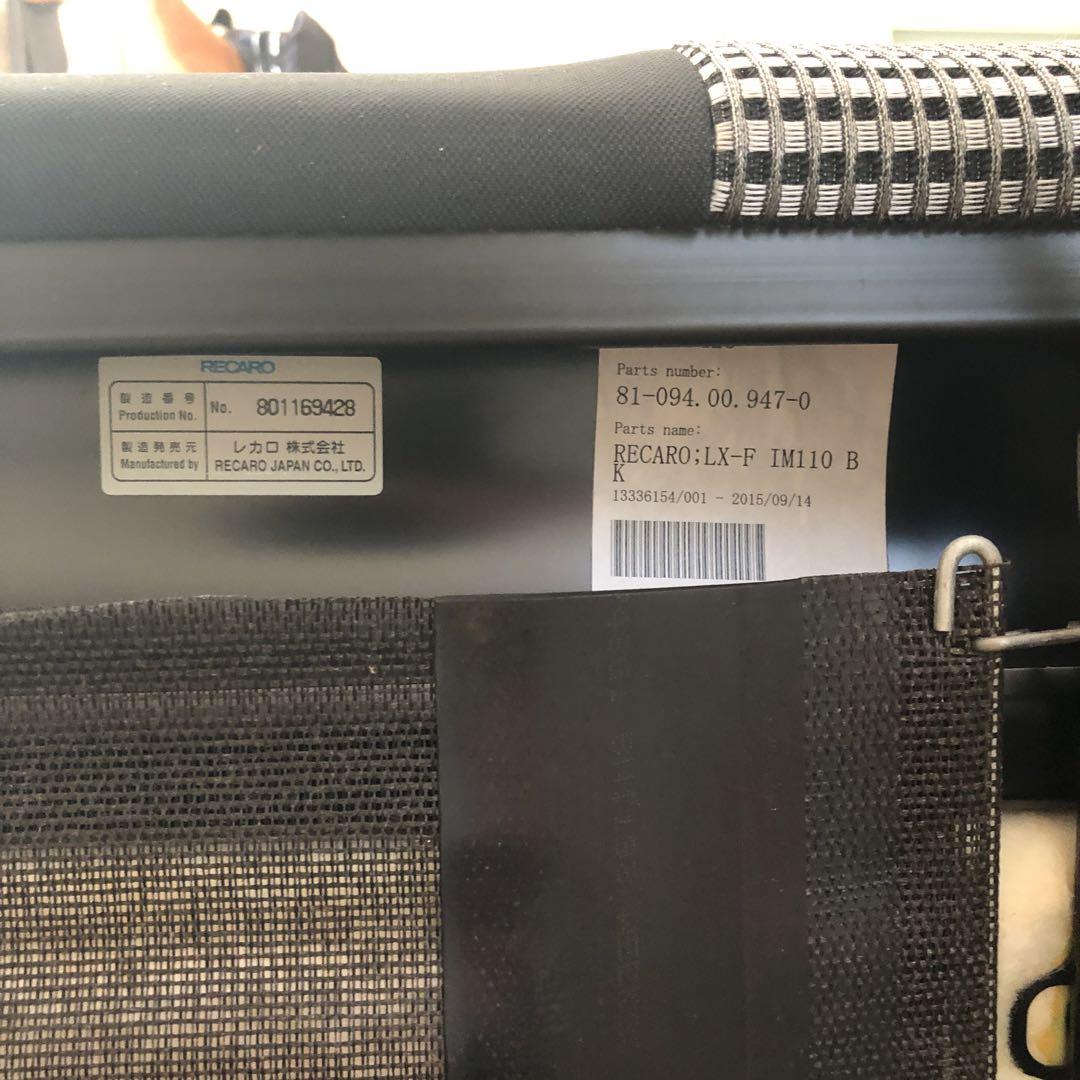 RECARO
製造番号
Production No.
No. 801169428
製造発売元
Manufactured by
レカロ 株式会社
RECARO JAPAN CO., LTD.
Parts number:
81-094.00.947-0
Parts name:
RECARO;LX-F IM110 B
K
13336154/001 - 2015/09/14